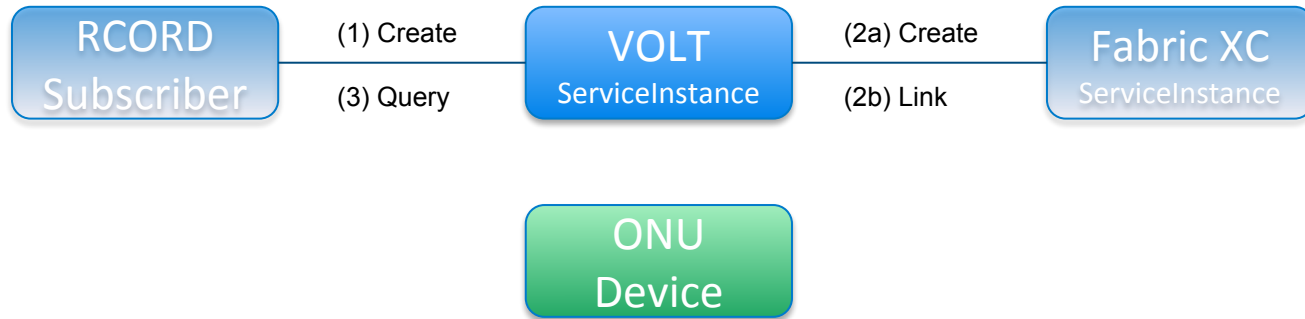 RCORD
Subscriber
(1) Create
(3) Query
VOLT
ServiceInstance
(2a) Create
(2b) Link
Fabric XC
ServiceInstance
ONU
Device